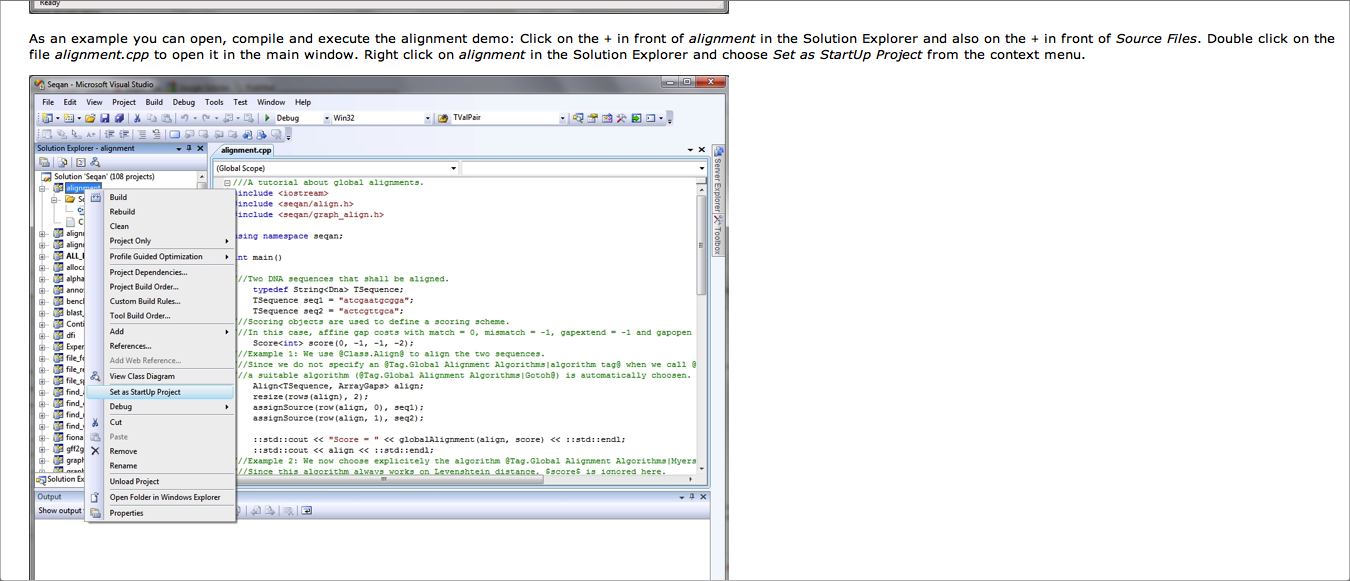 Ready
As an example you can open, compile and execute the alignment demo: Click on the + in front of alignment in the Solution Explorer and also on the + in front of Source Files. Double click on the
file alignment.cpp to open it in the main window. Right click on alignment in the Solution Explorer and choose Set as StartUp Project from the context menu.
Seqan - Microsoft Visual Studio
File Edit View Project Build Debug Tools Test Window Help
Debug Win32 TValPair
Solution Explorer - alignment
alignment.cpp
(Global Scope)
Server Explorer
Toolbox
Solution 'Seqan' (108 projects)
alignment
alignm
alignm
ALL_
alloca
alpha
annot
bench
blast_
Conti
dfi
Exper
file_fo
file_re
file_sp
find_
find_
find_
find_
fiona
gff2g
graph
Solution Ex
Build
Rebuild
Clean
Project Only
Profile Guided Optimization
Project Dependencies...
Project Build Order...
Custom Build Rules...
Tool Build Order...
Add
References...
Add Web Reference...
View Class Diagram
Set as StartUp Project
Debug
Cut
Paste
Remove
Rename
Unload Project
Open Folder in Windows Explorer
Properties
///A tutorial about global alignments.
include <iostream>
include <seqan/align.h>
include <seqan/graph_align.h>
sing namespace seqan;
nt main()
//Two DNA sequences that shall be aligned.
typedef String<Dna> TSequence;
TSequence seq1 = "atcgaatgcgga";
TSequence seq2 = "actcgttgca";
//Scoring objects are used to define a scoring scheme.
//In this case, affine gap costs with match = 0, mismatch = -1, gapextend = -1 and gapopen
Score<int> score(0, -1, -1, -2);
//Example 1: We use @Class.Align@ to align the two sequences.
//Since we do not specify an @Tag.Global Alignment Algorithms|algorithm tag@ when we call @
//a suitable algorithm (@Tag.Global Alignment Algorithms|Gotoh@) is automatically choosen.
Align<TSequence, ArrayGaps> align;
resize(rows(align), 2);
assignSource(row(align, 0), seq1);
assignSource(row(align, 1), seq2);
::std::cout << "Score = " << globalAlignment(align, score) << ::std::endl;
::std::cout << align << ::std::endl;
//Example 2: We now choose explicitely the algorithm @Tag.Global Alignment Algorithms|Myers
//Since this algorithm always works on Levenshtein distance, $score$ is ignored here.
Output
Show output